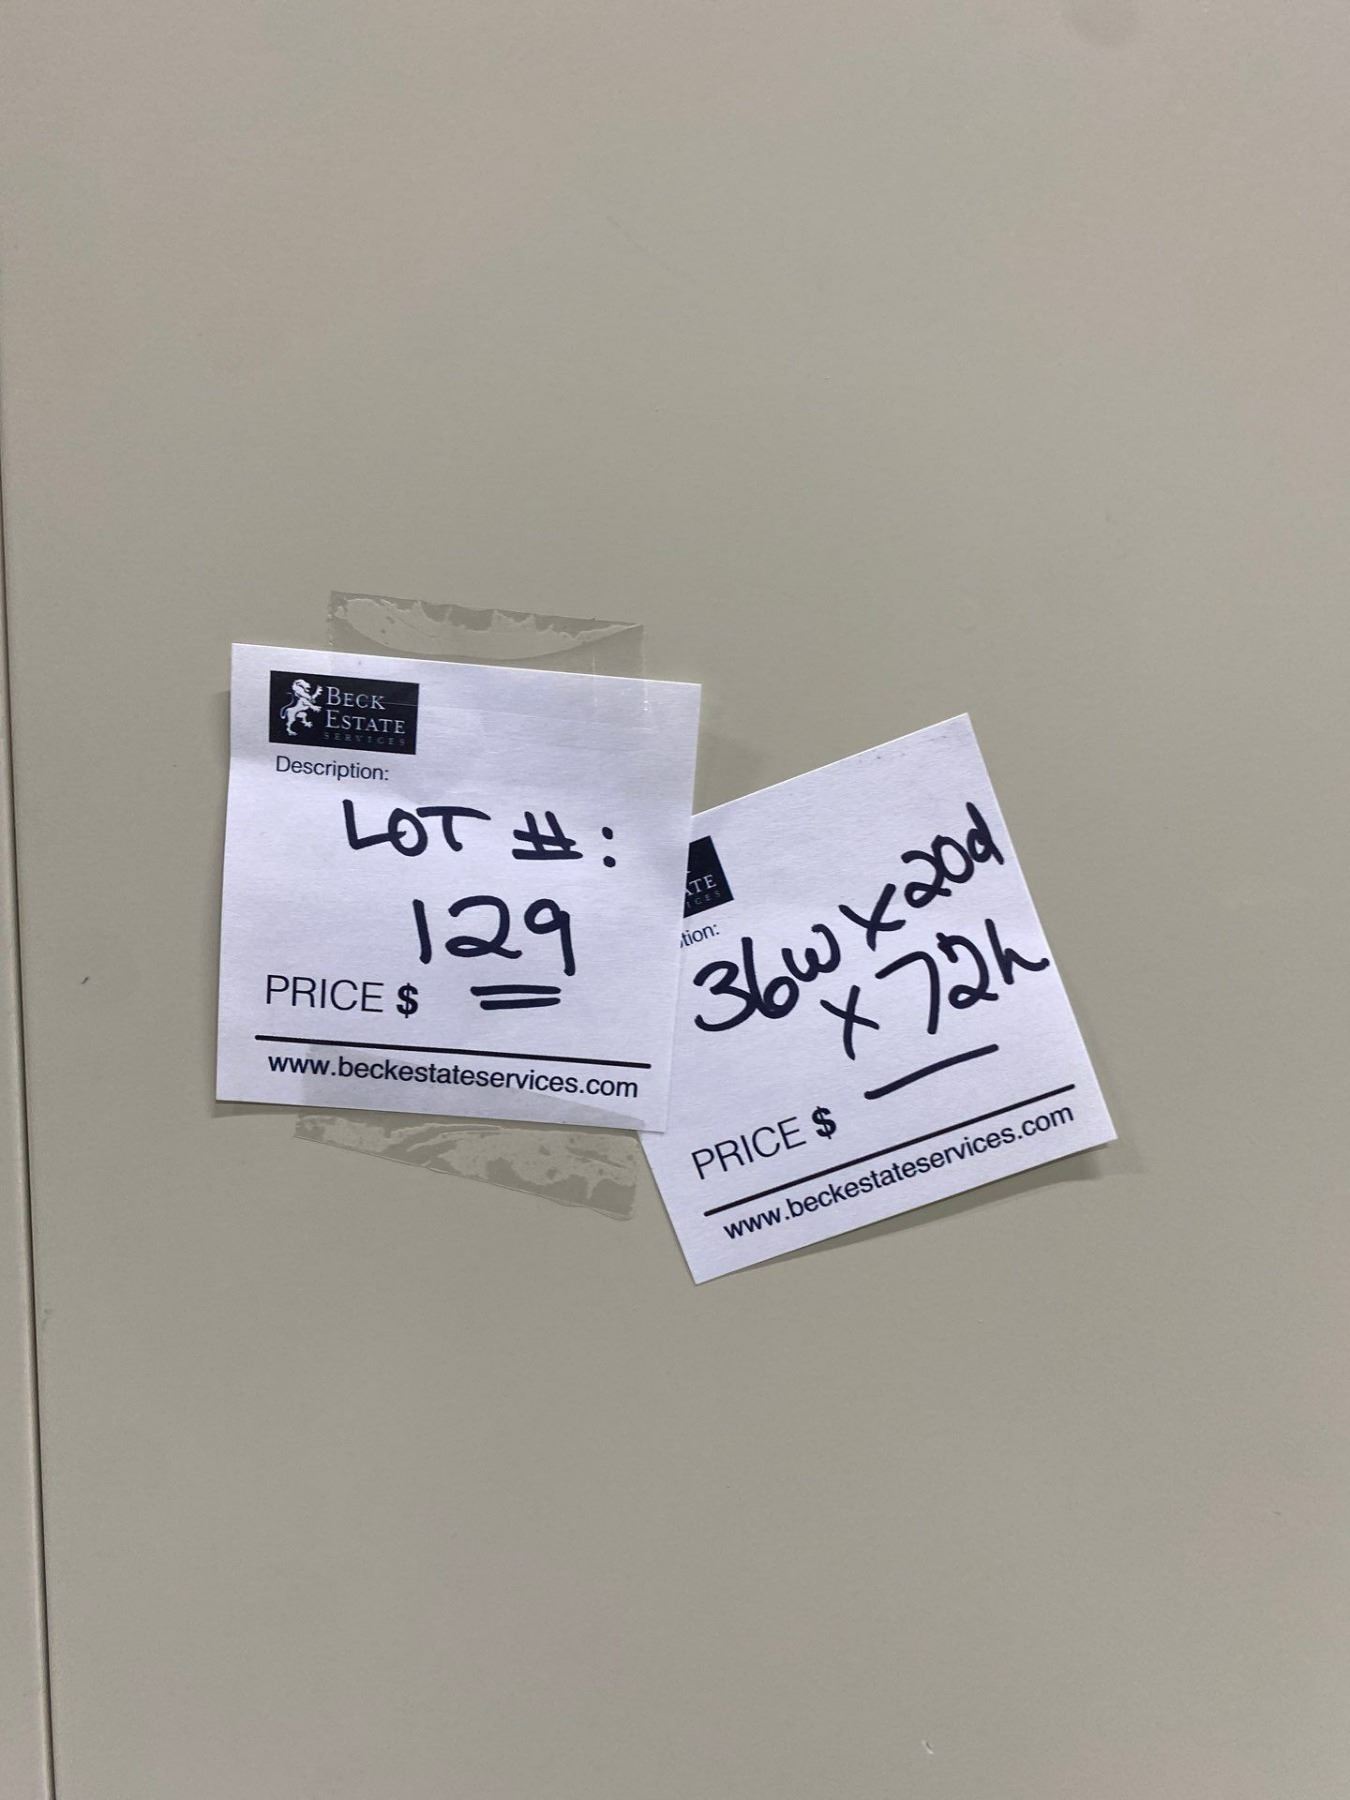 BECK
ESTATE
SERVICES
Description:
LOT #:
129
PRICE $
www.beckestateservices.com
ATE
ICES
tion:
36w x 20d
x 72h
PRICE $
www.beckestateservices.com